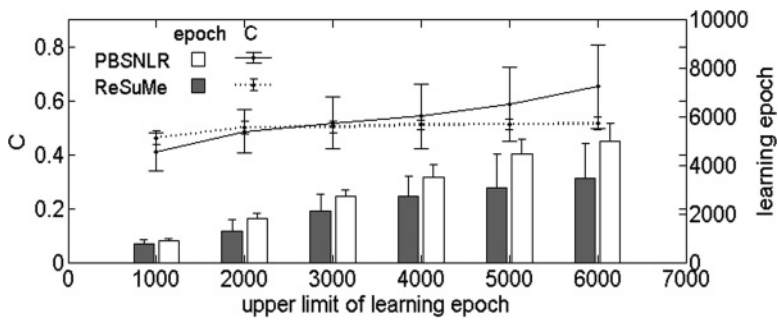 epoch C
PBSNLR
ReSuMe
C
0.8
0.6
0.4
0.2
0
10000
8000
6000
4000
2000
0
learning epoch
0 1000 2000 3000 4000 5000 6000 7000
upper limit of learning epoch